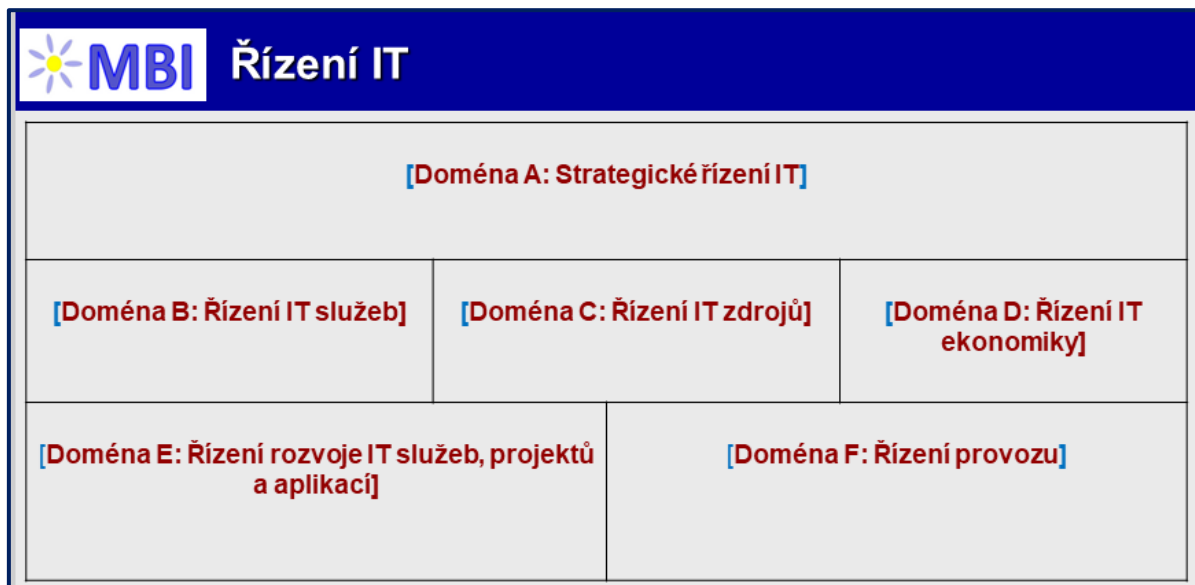 MBI Řízení IT
[Doména A: Strategické řízení IT]
[Doména B: Řízení IT služeb]
[Doména C: Řízení IT zdrojů]
[Doména D: Řízení IT
ekonomiky]
[Doména E: Řízení rozvoje IT služeb, projektů
a aplikací]
[Doména F: Řízení provozu]